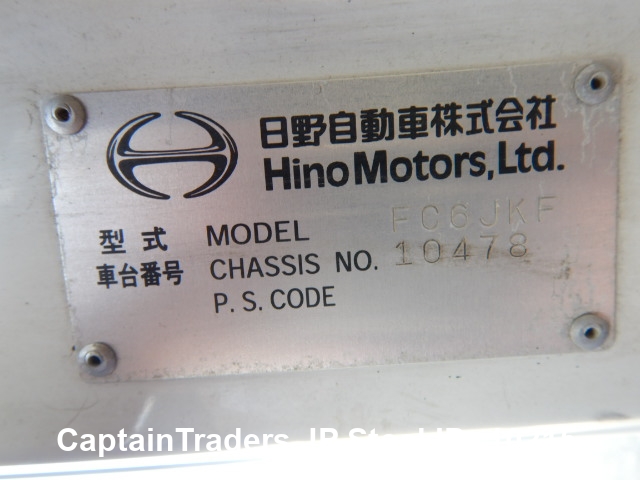 日野自動車株式会社
Hino Motors, Ltd.
型式 MODEL FC6JKF
車台番号 CHASSIS NO. 10478
P. S. CODE
CaptainTraders JP